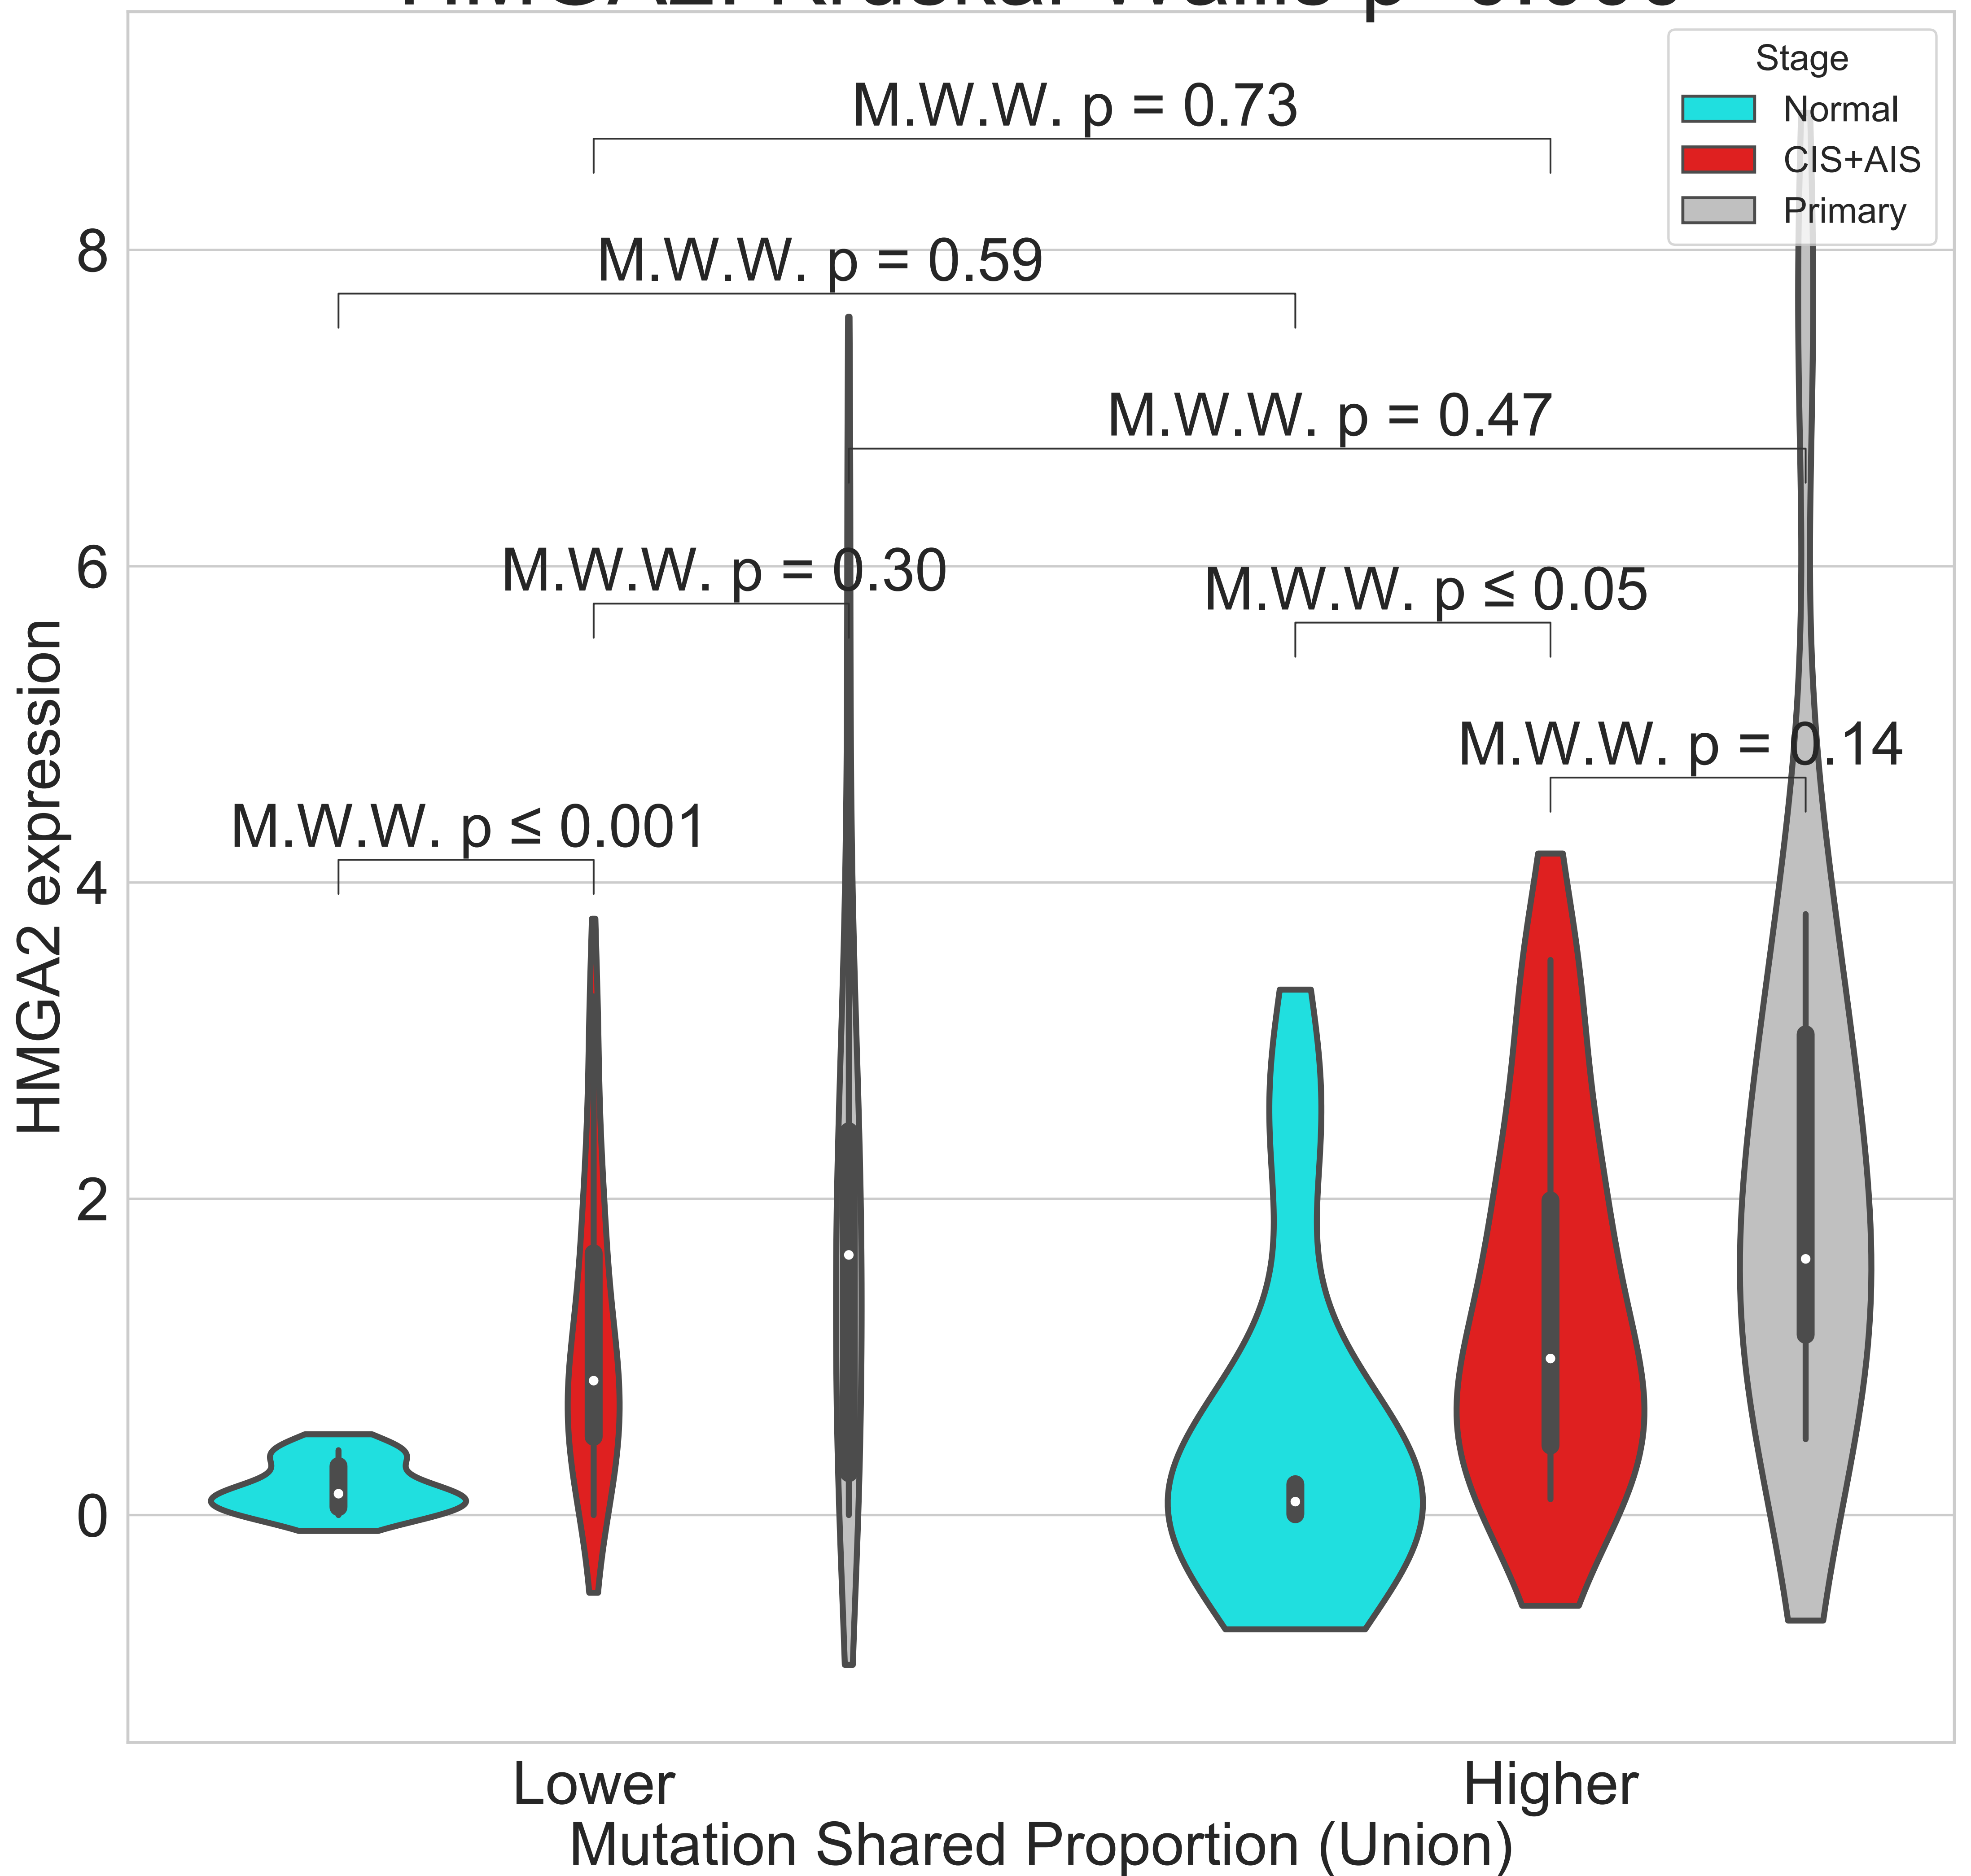 Stage
Normal
CIS+AIS
Primary
M.W.W. p = 0.73
M.W.W. p = 0.59
M.W.W. p = 0.47
M.W.W. p = 0.30
M.W.W. p ≤ 0.05
M.W.W. p = 0.14
M.W.W. p ≤ 0.001
HMGA2 expression
8
6
4
2
0
Lower
Higher
Mutation Shared Proportion (Union)